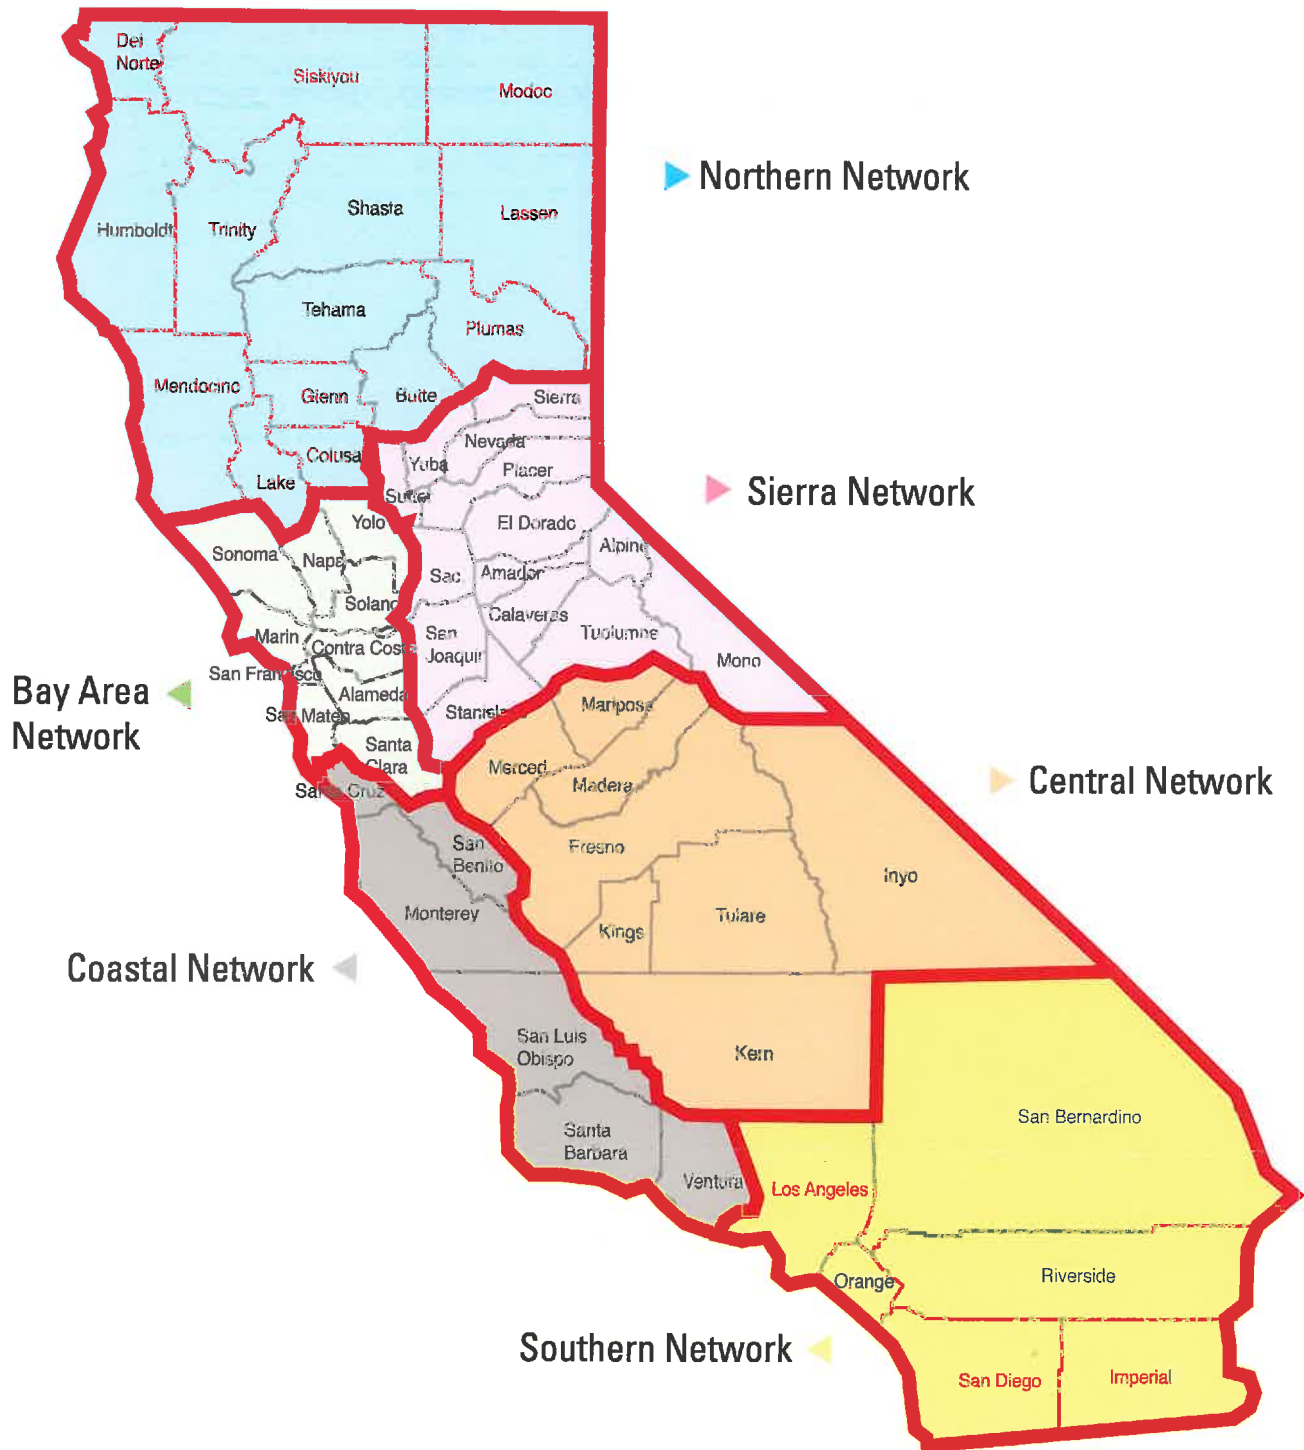 Del
Norte
Siskiyou
Modoc
Northern Network
Shasta
Lassen
Humboldt
Trinity
Tehama
Plumas
Mendocino
Glenn
Butte
Sierra
Nevada
Colusa
Yuba
Placer
Lake
Sutter
Sierra Network
Yolo
El Dorado
Sonoma
Napa
Alpine
Sac
Amador
Solano
Calaveras
Marin
Contra Costa
San
Joaquin
Tuolumne
Mono
San Francisco
Bay Area
Network
Alameda
San Mateo
Stanislaus
Mariposa
Santa
Clara
Merced
Madera
Central Network
Santa Cruz
San
Benito
Fresno
Inyo
Monterey
Kings
Tulare
Coastal Network
San Luis
Obispo
Kern
San Bernardino
Santa
Barbara
Ventura
Los Angeles
Orange
Riverside
Southern Network
San Diego
Imperial